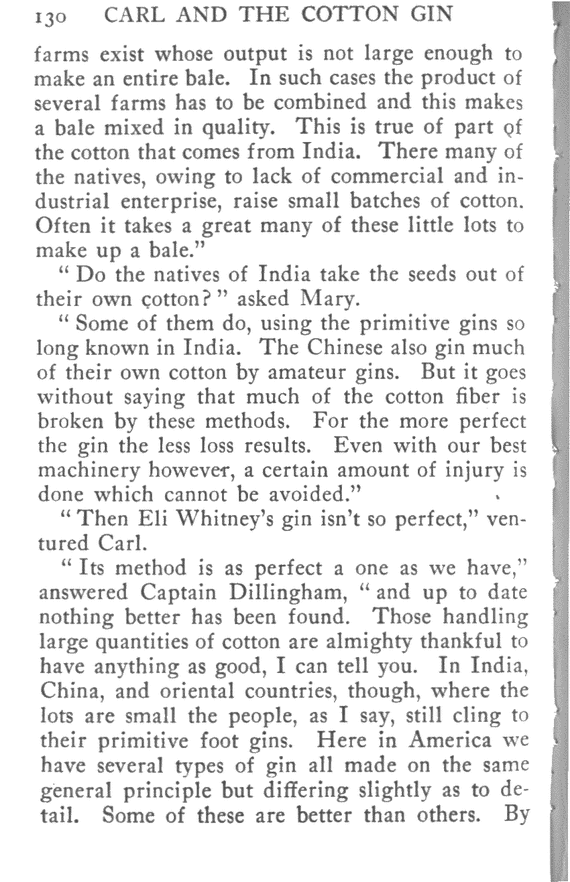 130 CARL AND THE COTTON GIN
farms exist whose output is not large enough to
make an entire bale. In such cases the product of
several farms has to be combined and this makes
a bale mixed in quality. This is true of part of
the cotton that comes from India. There many of
the natives, owing to lack of commercial and in-
dustrial enterprise, raise small batches of cotton.
Often it takes a great many of these little lots to
make up a bale.”
“ Do the natives of India take the seeds out of
their own cotton? ” asked Mary.
“ Some of them do, using the primitive gins so
long known in India. The Chinese also gin much
of their own cotton by amateur gins. But it goes
without saying that much of the cotton fiber is
broken by these methods. For the more perfect
the gin the less loss results. Even with our best
machinery however, a certain amount of injury is
done which cannot be avoided.”
“ Then Eli Whitney’s gin isn’t so perfect,” ven-
tured Carl.
“ Its method is as perfect a one as we have,”
answered Captain Dillingham, “ and up to date
nothing better has been found. Those handling
large quantities of cotton are almighty thankful to
have anything as good, I can tell you. In India,
China, and oriental countries, though, where the
lots are small the people, as I say, still cling to
their primitive foot gins. Here in America we
have several types of gin all made on the same
general principle but differing slightly as to de-
tail. Some of these are better than others. By